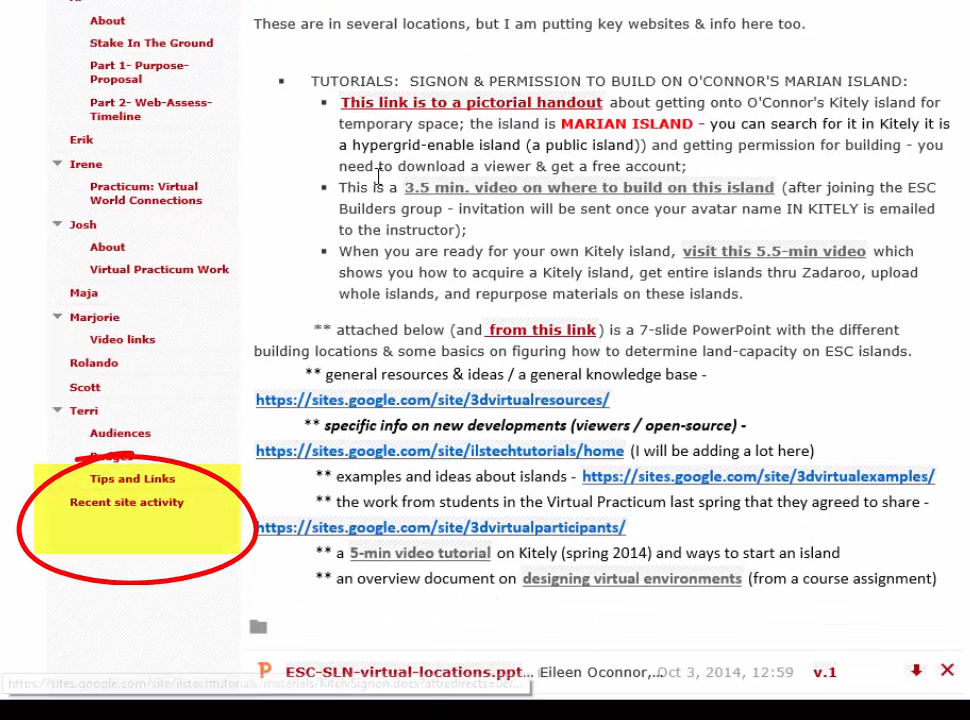 About
Stake In The Ground
Part 1- Purpose-
Proposal
Part 2- Web-Assess-
Timeline
Erik
Irene
Practicum: Virtual
World Connections
Josh
About
Virtual Practicum Work
Maja
Marjorie
Video links
Rolando
Scott
Terri
Audiences
Badges
Tips and Links
Recent site activity
These are in several locations, but I am putting key websites & info here too.
▪ TUTORIALS: SIGNON & PERMISSION TO BUILD ON O'CONNOR'S MARIAN ISLAND:
▪ This link is to a pictorial handout about getting onto O'Connor's Kitely island for
temporary space; the island is MARIAN ISLAND - you can search for it in Kitely it is
a hypergrid-enable island (a public island)) and getting permission for building - you
need to download a viewer & get a free account;
▪ This is a 3.5 min. video on where to build on this island (after joining the ESC
Builders group - invitation will be sent once your avatar name IN KITELY is emailed
to the instructor);
▪ When you are ready for your own Kitely island, visit this 5.5-min video which
shows you how to acquire a Kitely island, get entire islands thru Zadaroo, upload
whole islands, and repurpose materials on these islands.
** attached below (and from this link) is a 7-slide PowerPoint with the different
building locations & some basics on figuring how to determine land-capacity on ESC islands.
** general resources & ideas / a general knowledge base -
https://sites.google.com/site/3dvirtualresources/
** specific info on new developments (viewers / open-source) -
https://sites.google.com/site/ilstechtutorials/home (I will be adding a lot here)
** examples and ideas about islands - https://sites.google.com/site/3dvirtualexamples/
** the work from students in the Virtual Practicum last spring that they agreed to share -
https://sites.google.com/site/3dvirtualparticipants/
** a 5-min video tutorial on Kitely (spring 2014) and ways to start an island
** an overview document on designing virtual environments (from a course assignment)
ESC-SLN-virtual-locations.ppt... Eileen Oconnor,... Oct 3, 2014, 12:59 v.1